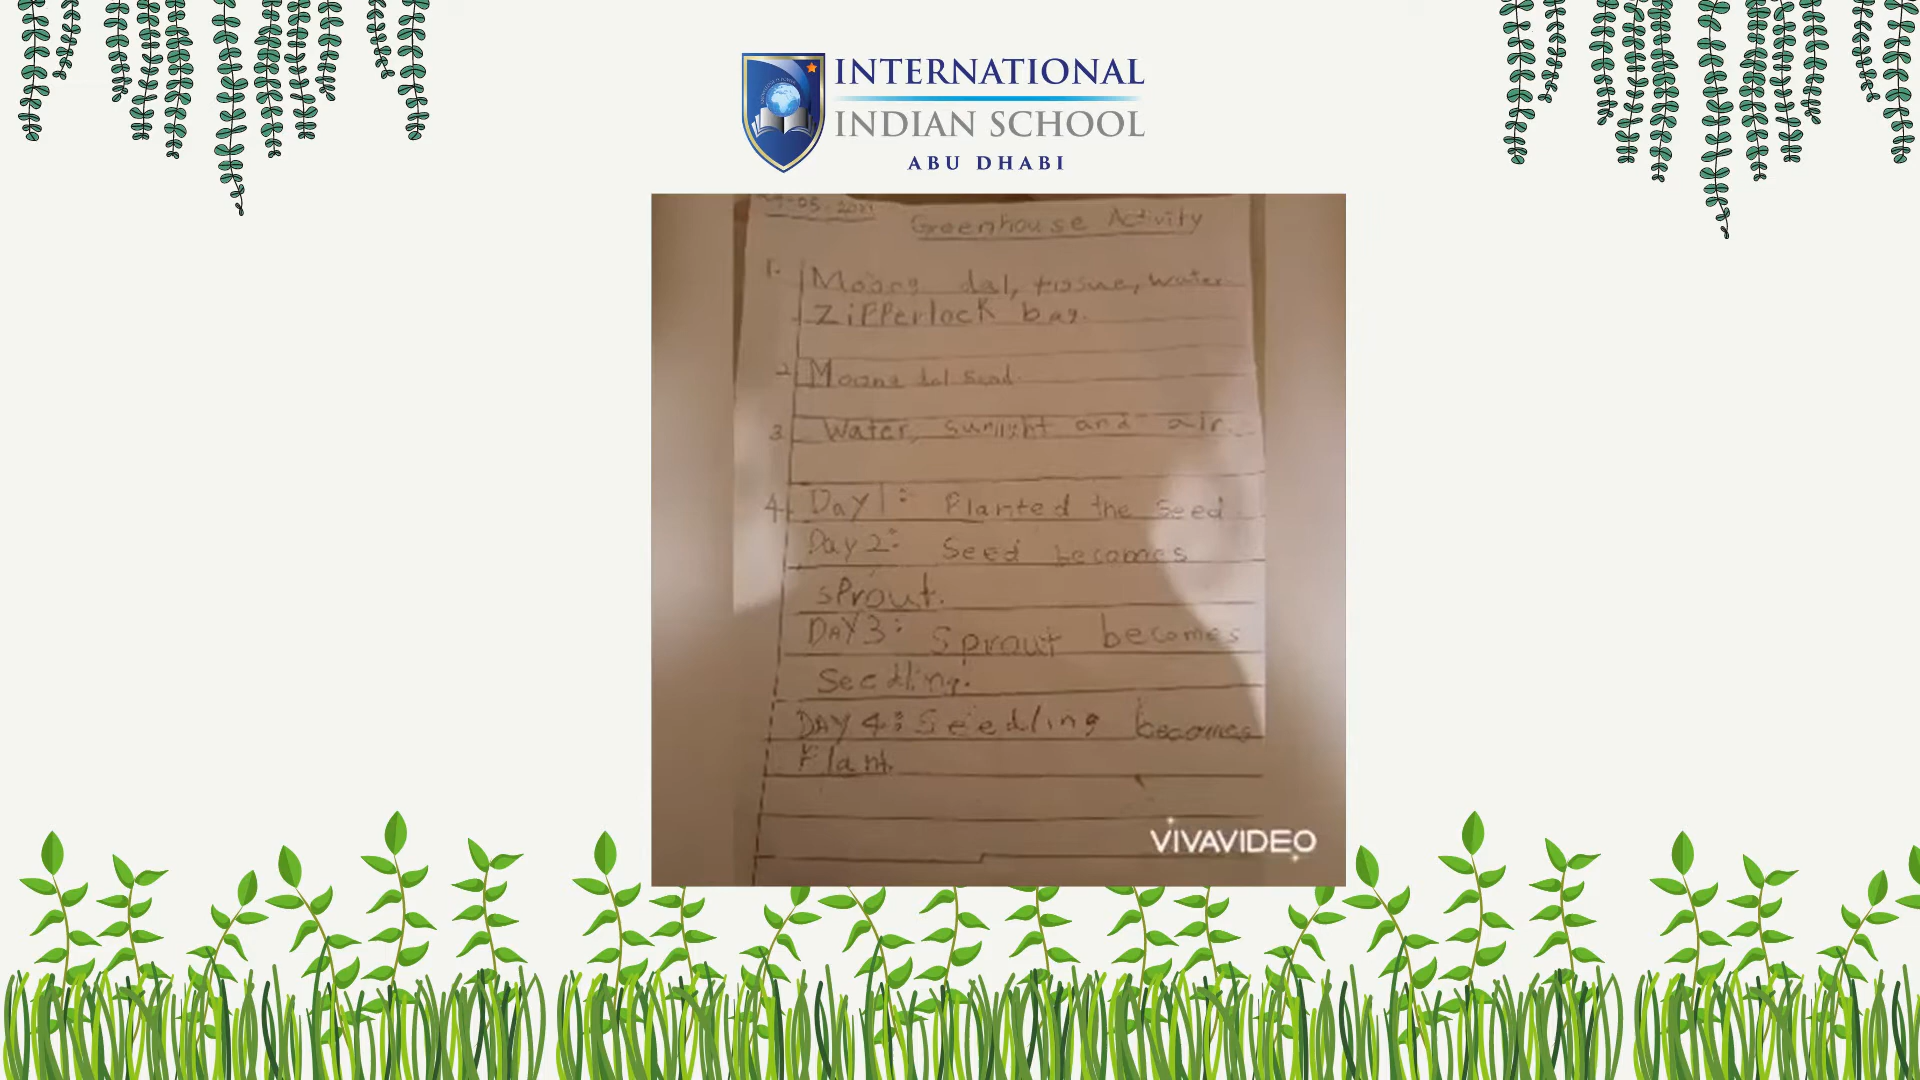 INTERNATIONAL
INDIAN SCHOOL
ABU DHABI
-05-2021
Greenhouse Activity
1. Moong dal, tissue, water
ZiPPerlock bag.
2. Moong dal seed.
3. Water, sunlight and air.
4. Day 1: Planted the seed
Day 2: Seed becomes
sProut.
DAY 3: Sprout becomes
seedling.
DAY 4: Seedling becomes
Plant.
VIVAVIDEO